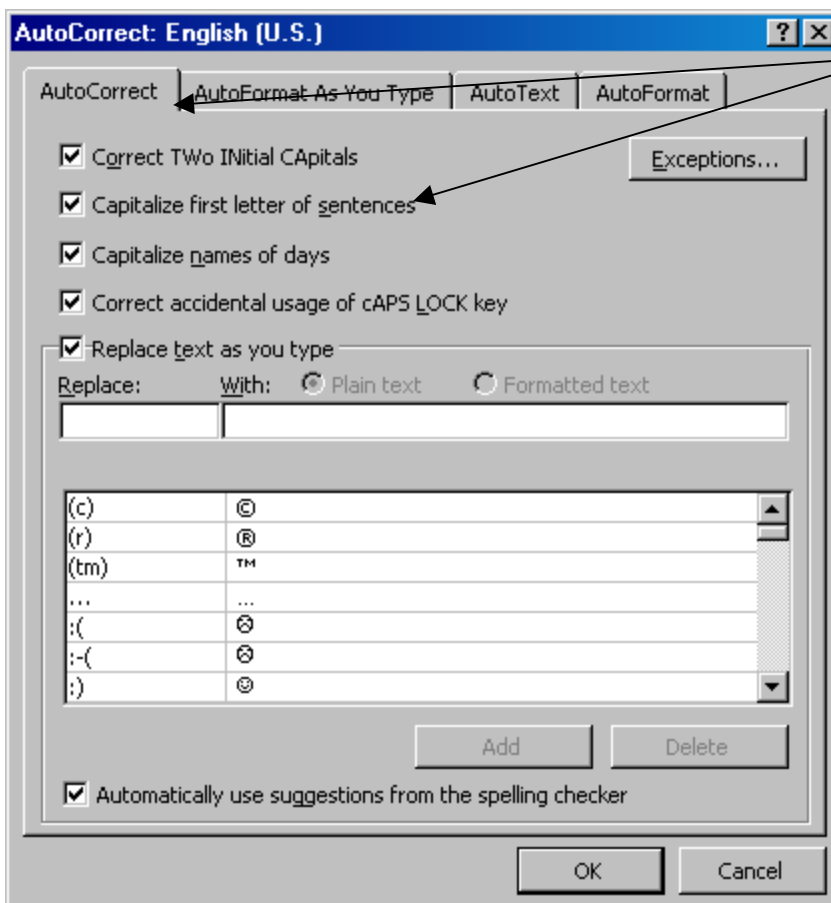 AutoCorrect: English (U.S.)
AutoCorrect AutoFormat As You Type AutoText AutoFormat
Correct TWo INitial CApitals Exceptions...
Capitalize first letter of sentences
Capitalize names of days
Correct accidental usage of cAPS LOCK key
Replace text as you type
Replace: With: Plain text Formatted text
(c) ©
(r) ®
(tm) ™
... ...
:( ☹
:-( ☹
:) ☺
Add Delete
Automatically use suggestions from the spelling checker
OK Cancel